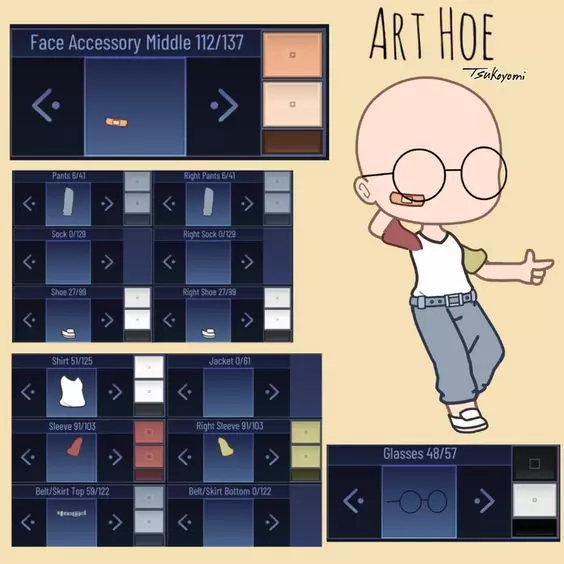 ART HOE
Tsukoyomi
Face Accessory Middle 112/137
Pants 6/41
Right Pants 6/41
Sock 0/129
Right Sock 0/129
Shoe 27/99
Right Shoe 27/99
Shirt 51/125
Jacket 0/61
Sleeve 91/103
Right Sleeve 91/103
Belt/Skirt Top 59/122
Belt/Skirt Bottom 0/122
Glasses 48/57